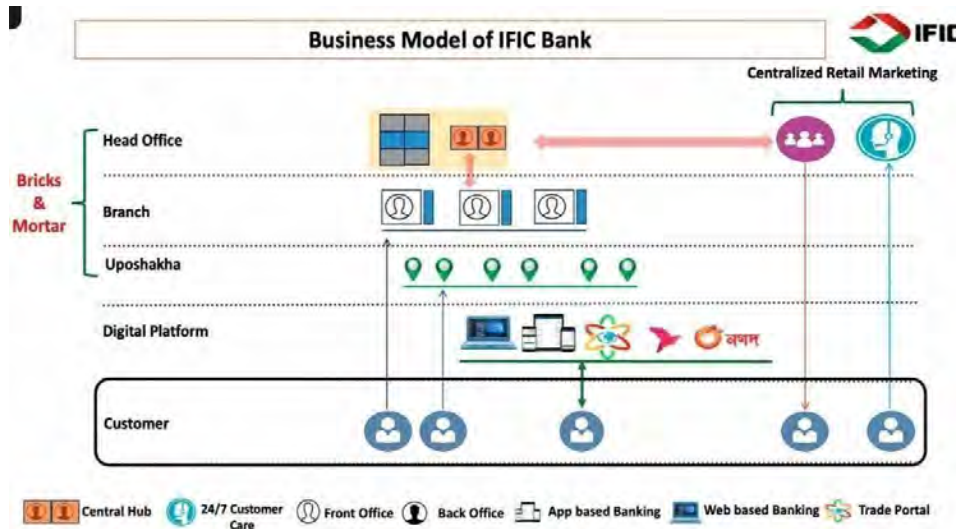 Business Model of IFIC Bank
IFIC
Centralized Retail Marketing
Head Office
Bricks
&
Mortar
Branch
Uposhakha
Digital Platform
নগদ
Customer
Central Hub
24/7 Customer
Care
Front Office
Back Office
App based Banking
Web based Banking
Trade Portal